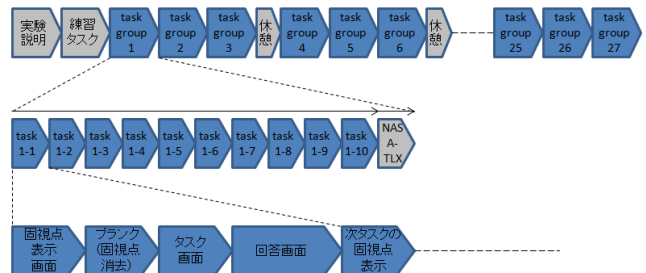 実験
説明
練習
タスク
task
group
1
task
group
2
task
group
3
休
憩
task
group
4
task
group
5
task
group
6
休
憩
task
group
25
task
group
26
task
group
27
task
1-1
task
1-2
task
1-3
task
1-4
task
1-5
task
1-6
task
1-7
task
1-8
task
1-9
task
1-10
NAS
A-
TLX
固視点
表示
画面
ブランク
(固視点
消去)
タスク
画面
回答画面
次タスクの
固視点
表示